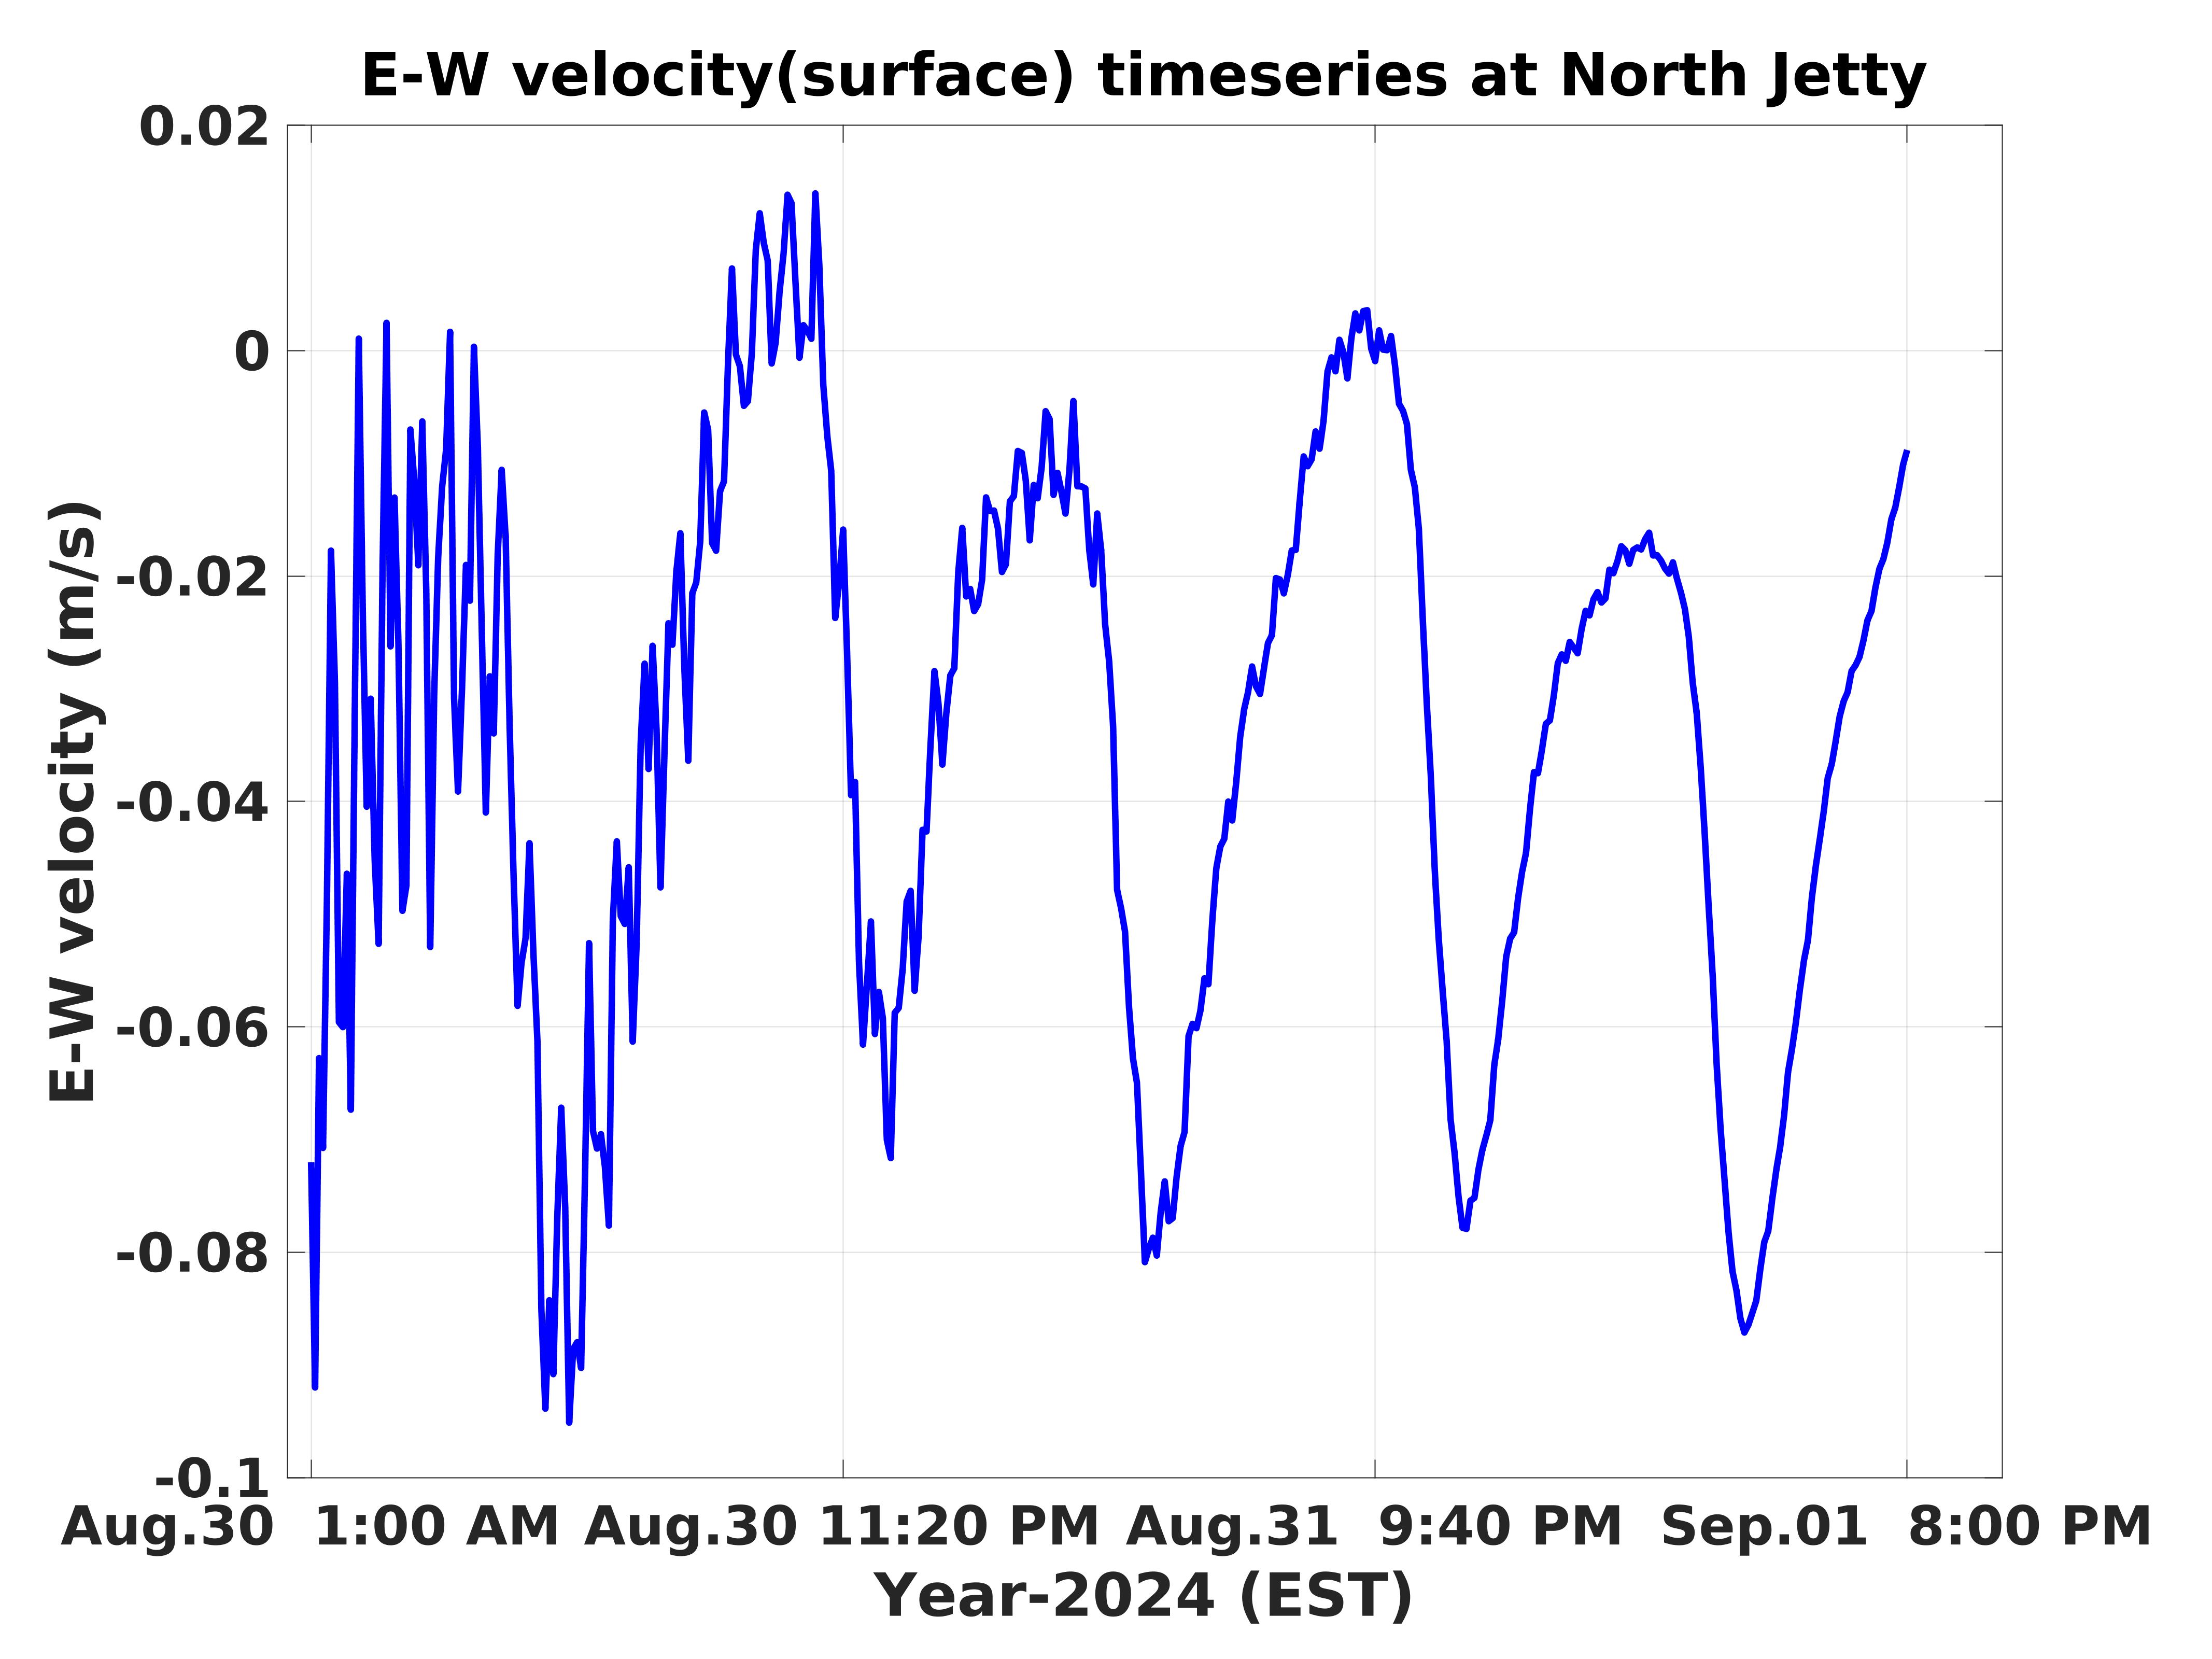 E-W velocity(surface) timeseries at North Jetty
E-W velocity (m/s)
0.02
0
-0.02
-0.04
-0.06
-0.08
-0.1
Aug.30 1:00 AM Aug.30 11:20 PM Aug.31 9:40 PM Sep.01 8:00 PM
Year-2024 (EST)